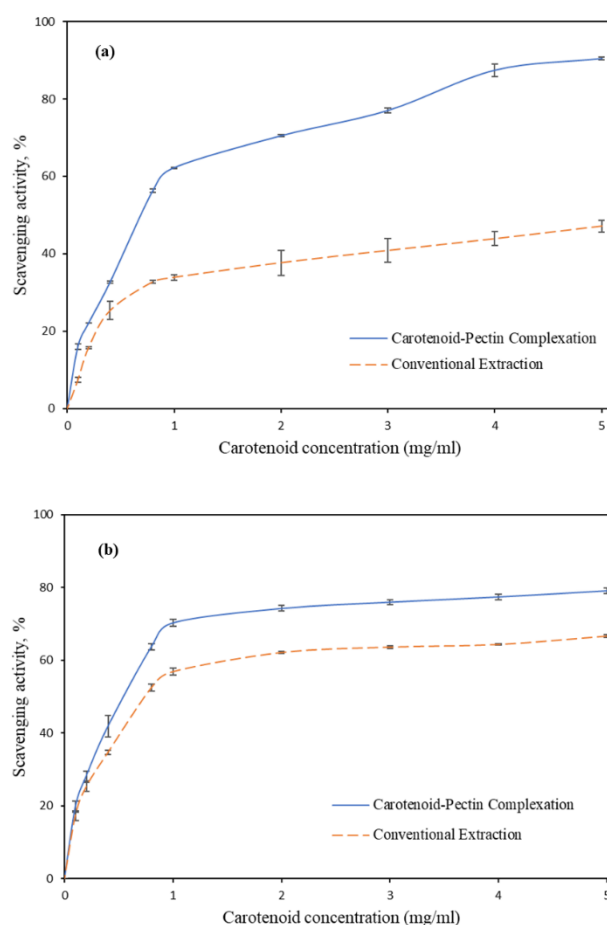 (a)
100
80
60
40
20
0
Scavenging activity, %
Carotenoid-Pectin Complexation
Conventional Extraction
0 1 2 3 4 5
Carotenoid concentration (mg/ml)
(b)
100
80
60
40
20
0
Scavenging activity, %
Carotenoid-Pectin Complexation
Conventional Extraction
0 1 2 3 4 5
Carotenoid concentration (mg/ml)